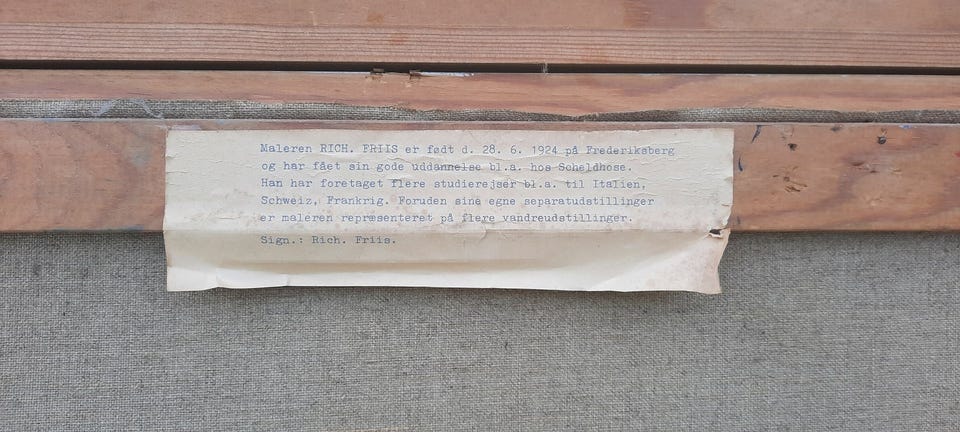 Maleren RICH. FRIIS er født d. 28. 6. 1924 på Frederiksberg
og har fået sin gode uddannelse bl.a. hos Scheldhose.
Han har foretaget flere studierejser bl.a. til Italien,
Schweiz, Frankrig. Foruden sine egne separatudstillinger
er maleren repræsenteret på flere vandreudstillinger.
Sign.: Rich. Friis.